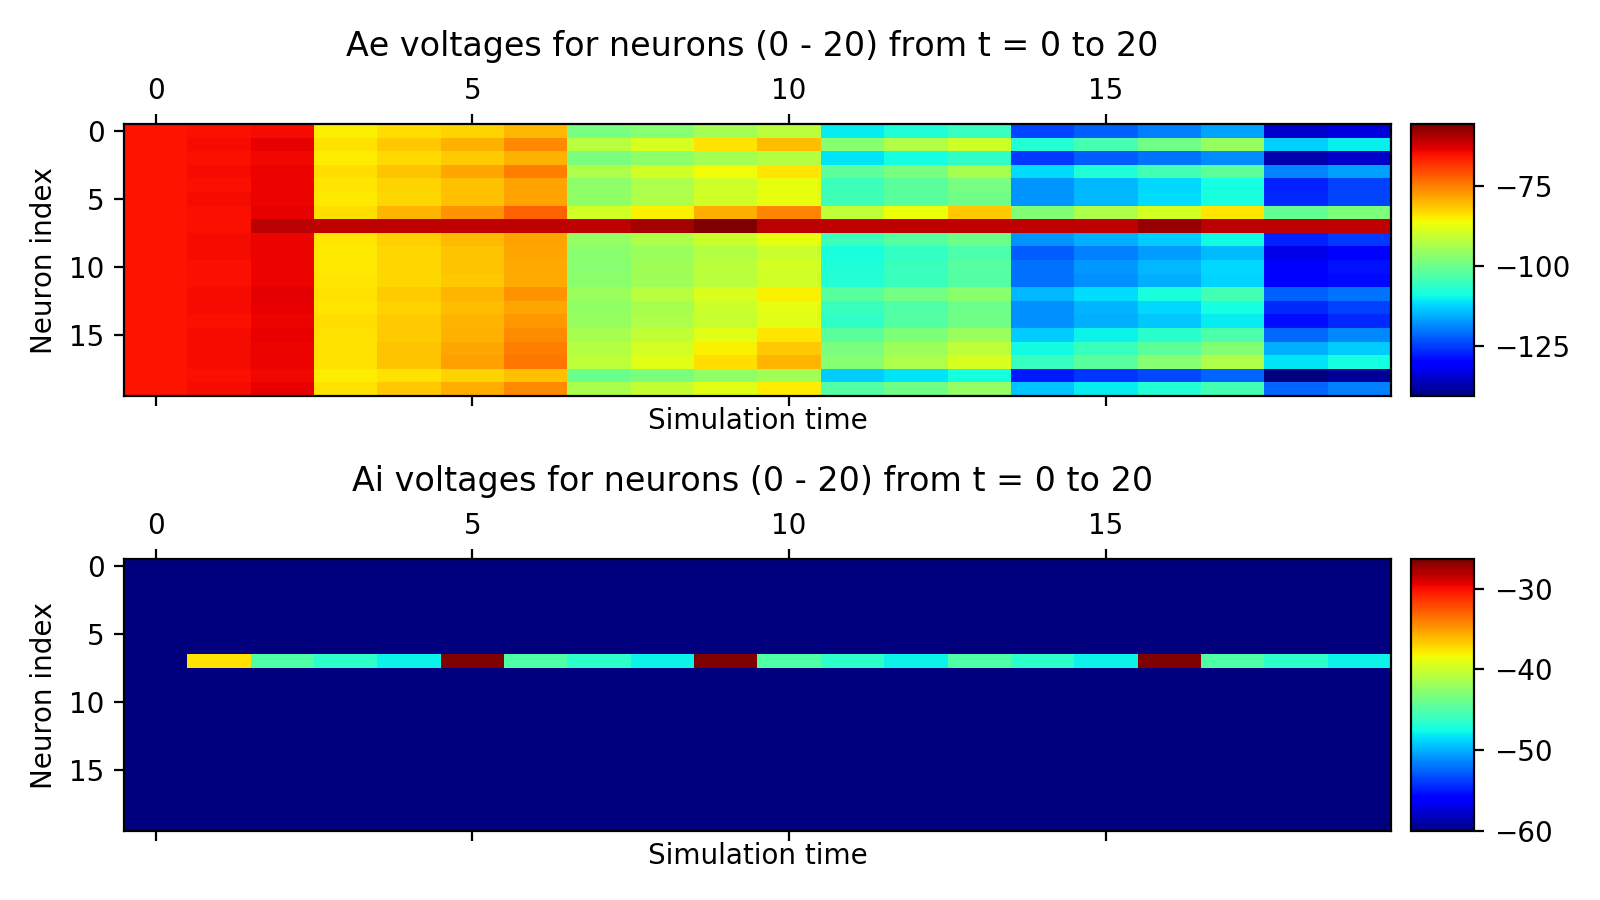 Ae voltages for neurons (0 - 20) from t = 0 to 20
0 5 10 15
Neuron index
0
5
10
15
Simulation time
−75
−100
−125
Ai voltages for neurons (0 - 20) from t = 0 to 20
0 5 10 15
Neuron index
0
5
10
15
Simulation time
−30
−40
−50
−60